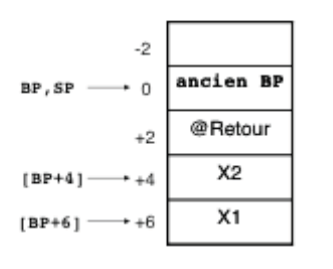 -2
BP,SP 0 ancien BP
+2 @Retour
[BP+4] +4 X2
[BP+6] +6 X1